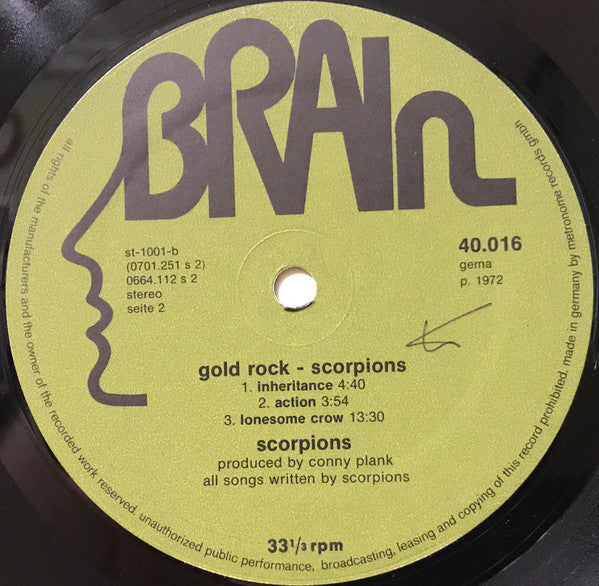 BRAIn
st-1001-b
(0701.251 s 2)
0664.112 s 2
stereo
seite 2
40.016
gema
p. 1972
gold rock - scorpions
1. inheritance 4:40
2. action 3:54
3. lonesome crow 13:30
scorpions
produced by conny plank
all songs written by scorpions
33 1/3 rpm
all rights of the manufacturers and the owner of the recorded work reserved. unauthorized public performance, broadcasting, leasing and copying of this record prohibited. made in germany by metronome records gmbh